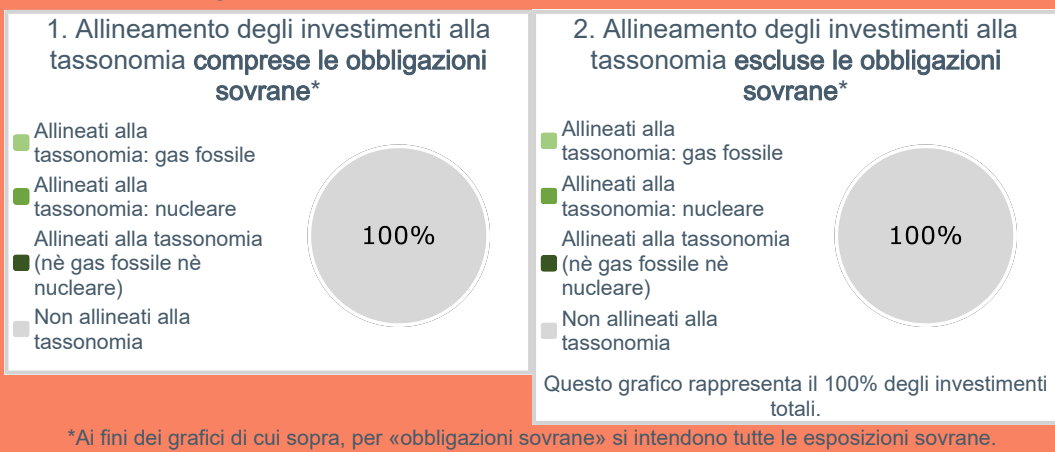 1. Allineamento degli investimenti alla
tassonomia comprese le obbligazioni
sovrane*
Allineati alla
tassonomia: gas fossile
Allineati alla
tassonomia: nucleare
Allineati alla tassonomia
(nè gas fossile nè
nucleare)
Non allineati alla
tassonomia
100%
2. Allineamento degli investimenti alla
tassonomia escluse le obbligazioni
sovrane*
Allineati alla
tassonomia: gas fossile
Allineati alla
tassonomia: nucleare
Allineati alla tassonomia
(nè gas fossile nè
nucleare)
Non allineati alla
tassonomia
100%
Questo grafico rappresenta il 100% degli investimenti
totali.
*Ai fini dei grafici di cui sopra, per «obbligazioni sovrane» si intendono tutte le esposizioni sovrane.